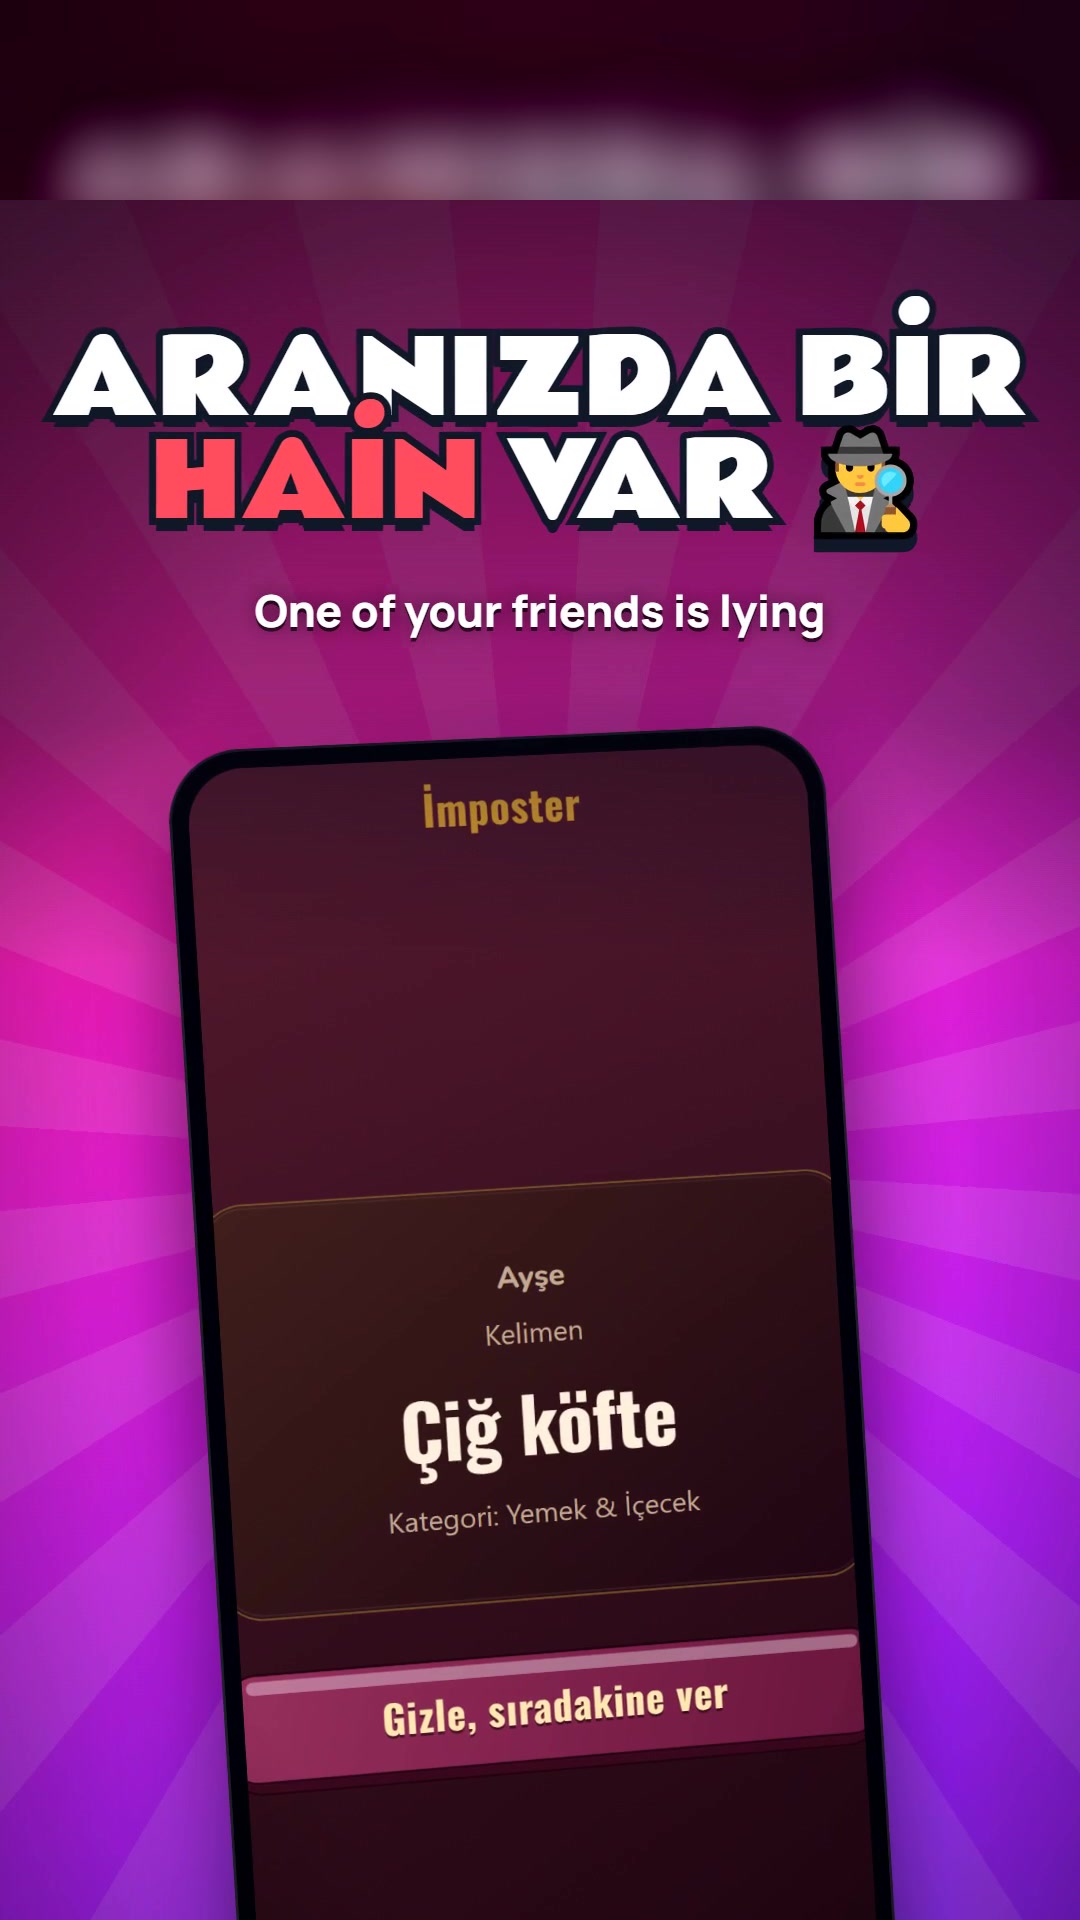 ARANIZDA BİR
HAİN VAR
One of your friends is lying
İmposter
Ayşe
Kelimen
Çiğ köfte
Kategori: Yemek & İçecek
Gizle, sıradakine ver